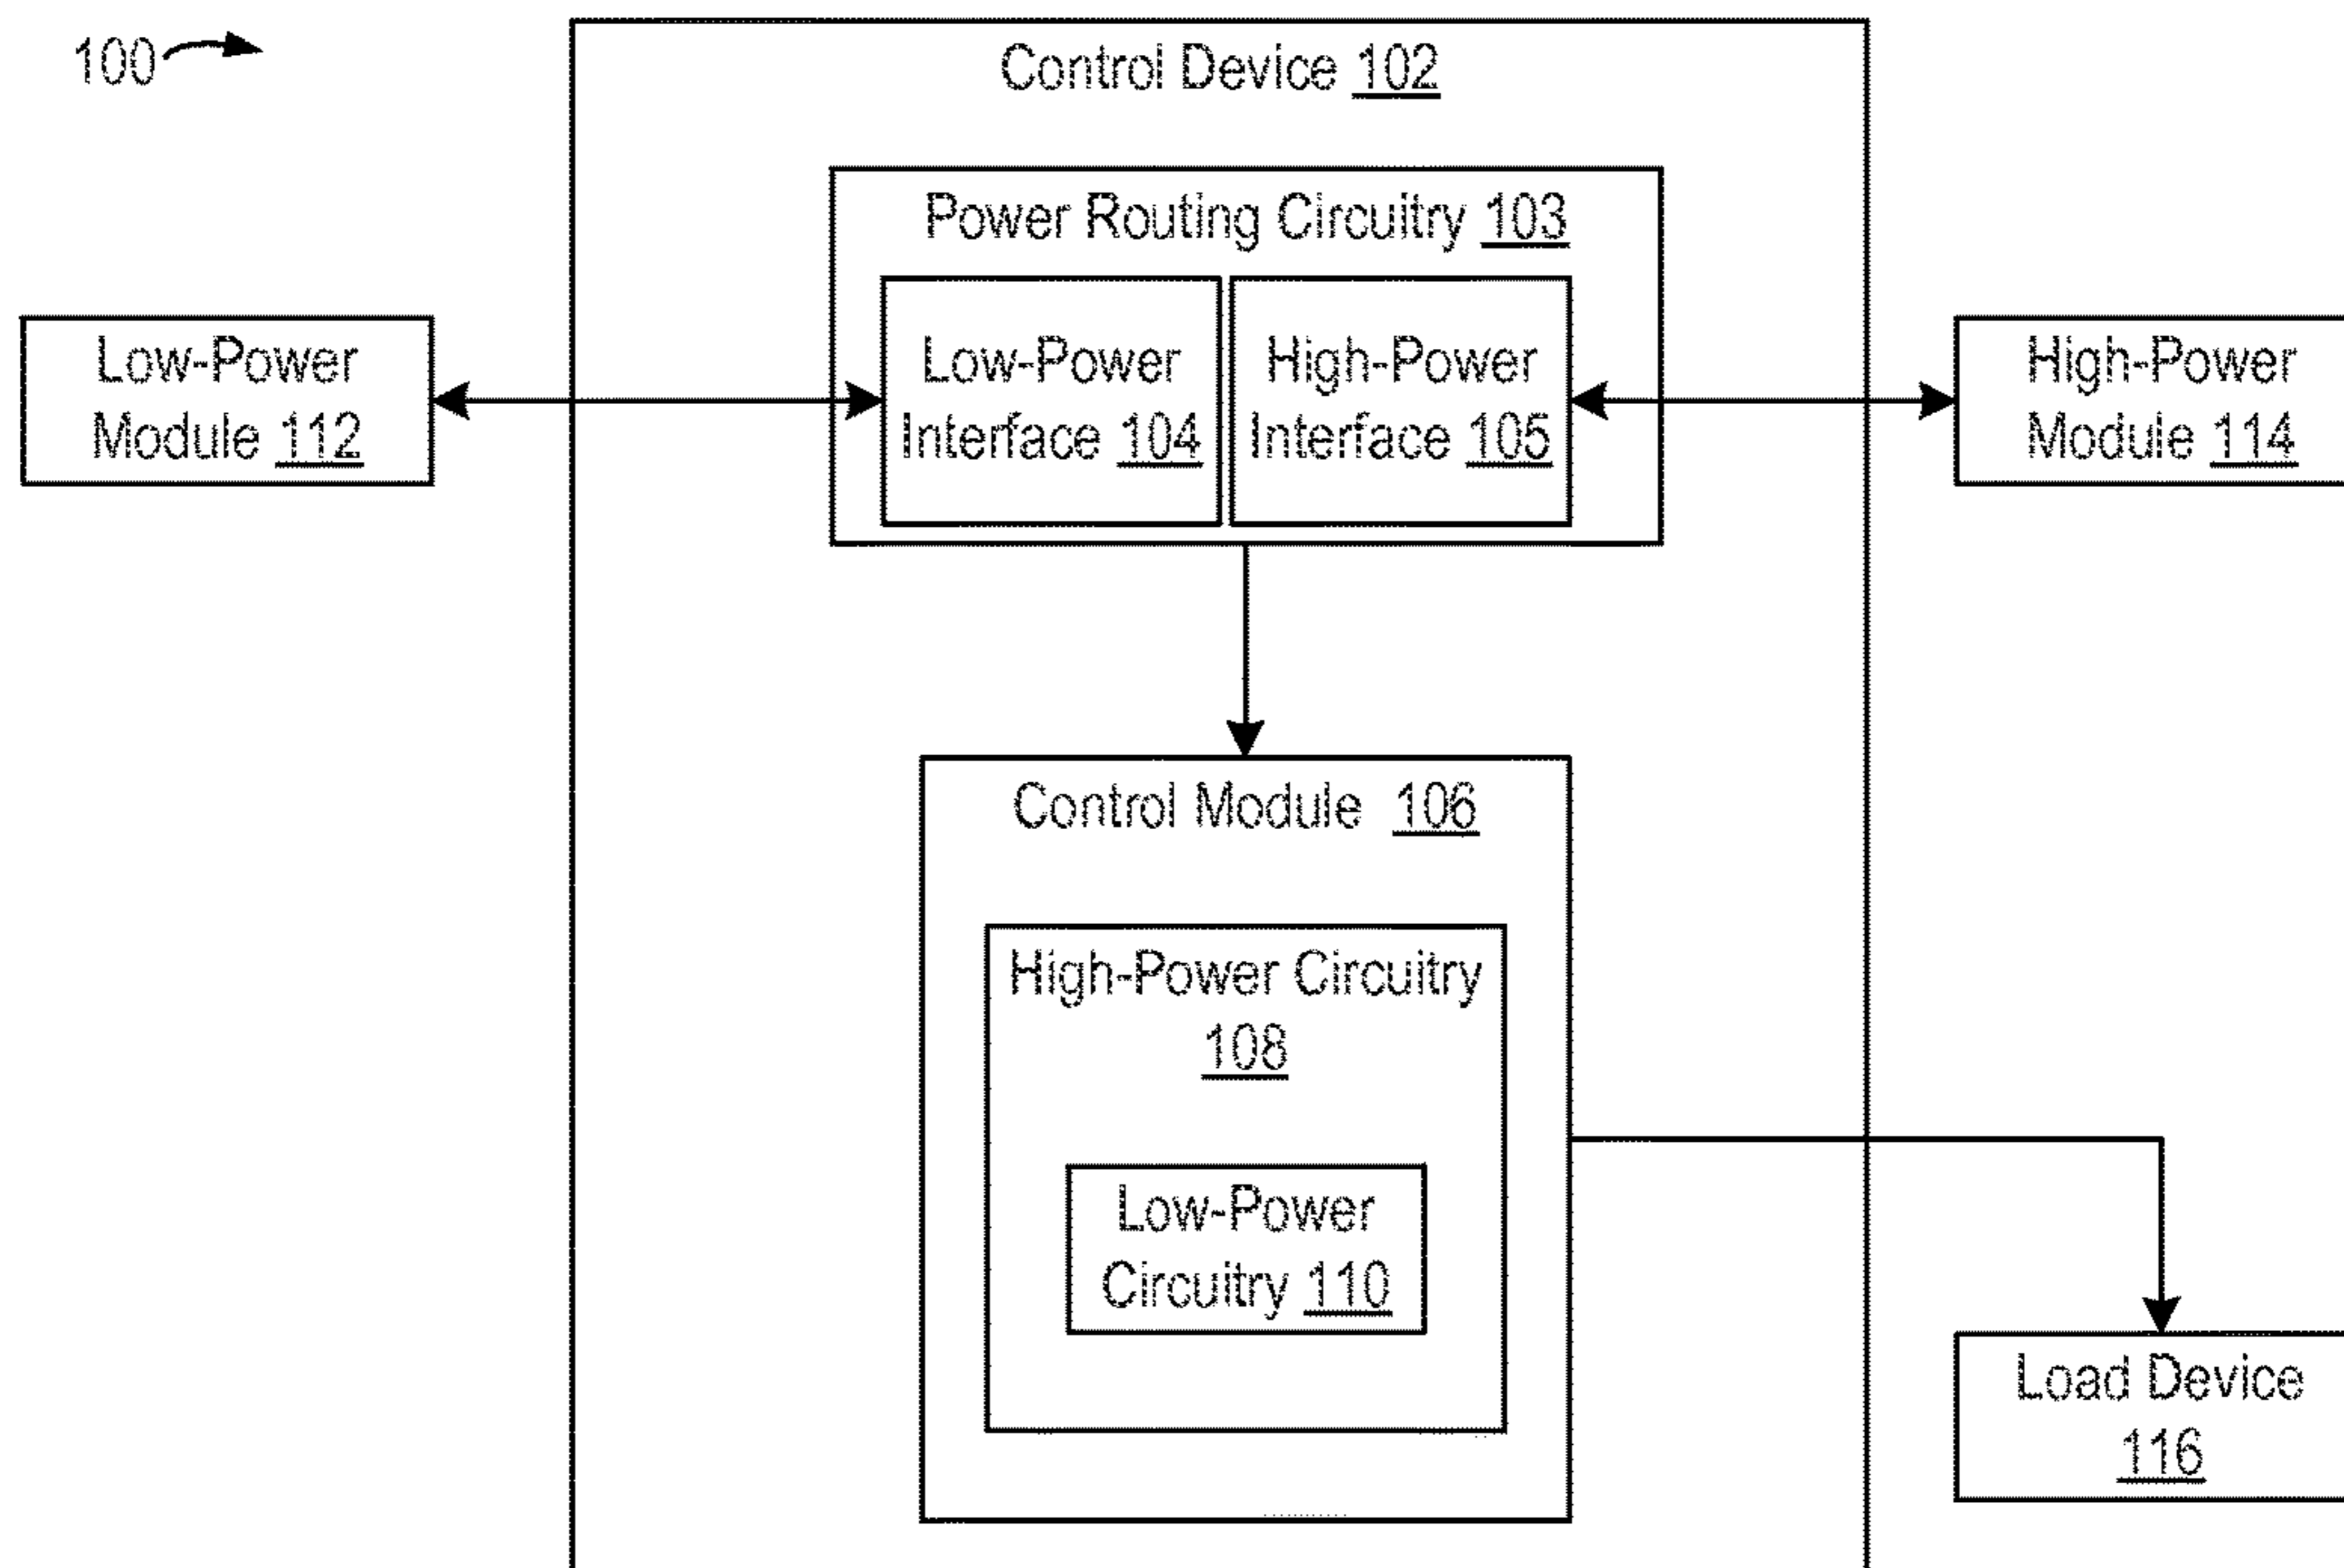 100
Control Device 102
Power Routing Circuitry 103
Low-Power
Module 112
Low-Power
Interface 104
High-Power
Interface 105
High-Power
Module 114
Control Module 106
High-Power Circuitry
108
Low-Power
Circuitry 110
Load Device
116